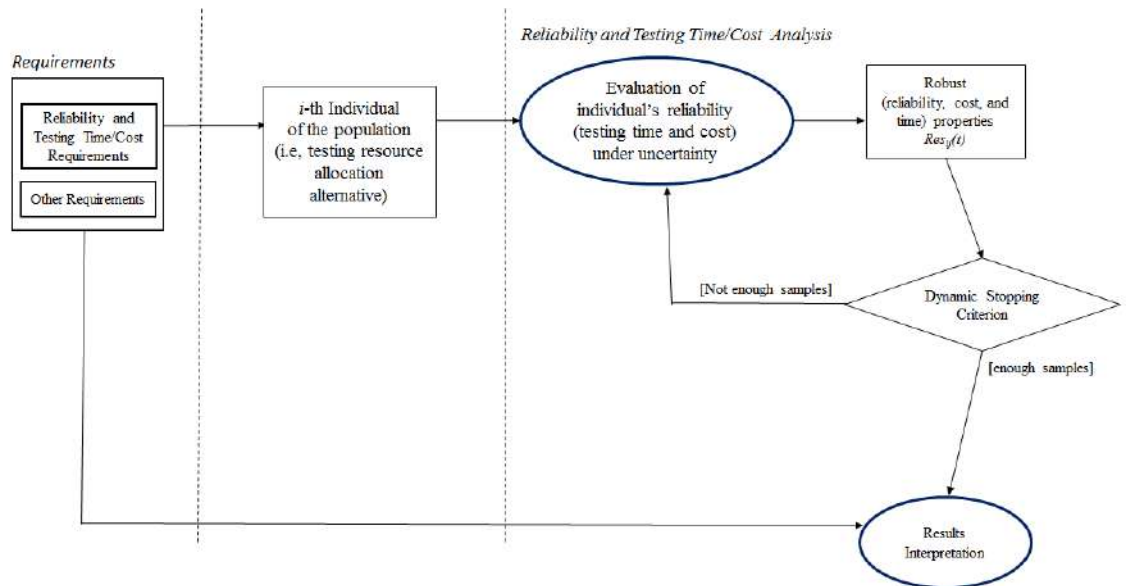 Requirements
Reliability and
Testing Time/Cost
Requirements
Other Requirements
i-th Individual
of the population
(i.e, testing resource
allocation
alternative)
Reliability and Testing Time/Cost Analysis
Evaluation of
individual's reliability
(testing time and cost)
under uncertainty
Robust
(reliability, cost, and
time) properties
Res_ij(t)
[Not enough samples]
Dynamic Stopping
Criterion
[enough samples]
Results
Interpretation